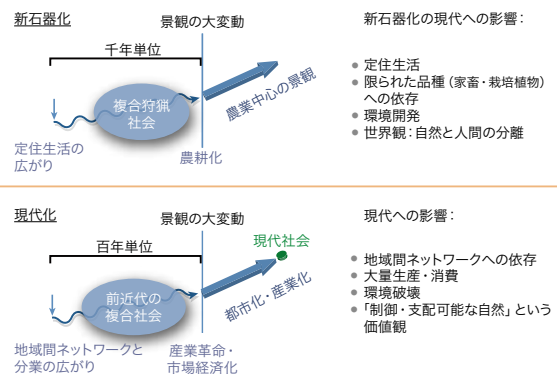 新石器化
景観の大変動
千年単位
複合狩猟
社会
農業中心の景観
定住生活の
広がり
農耕化
新石器化の現代への影響：
● 定住生活
● 限られた品種（家畜・栽培植物）
への依存
● 環境開発
● 世界観：自然と人間の分離
現代化
景観の大変動
百年単位
現代社会
前近代の
複合社会
都市化・産業化
地域間ネットワークと
分業の広がり
産業革命・
市場経済化
現代への影響：
● 地域間ネットワークへの依存
● 大量生産・消費
● 環境破壊
● 「制御・支配可能な自然」という
価値観